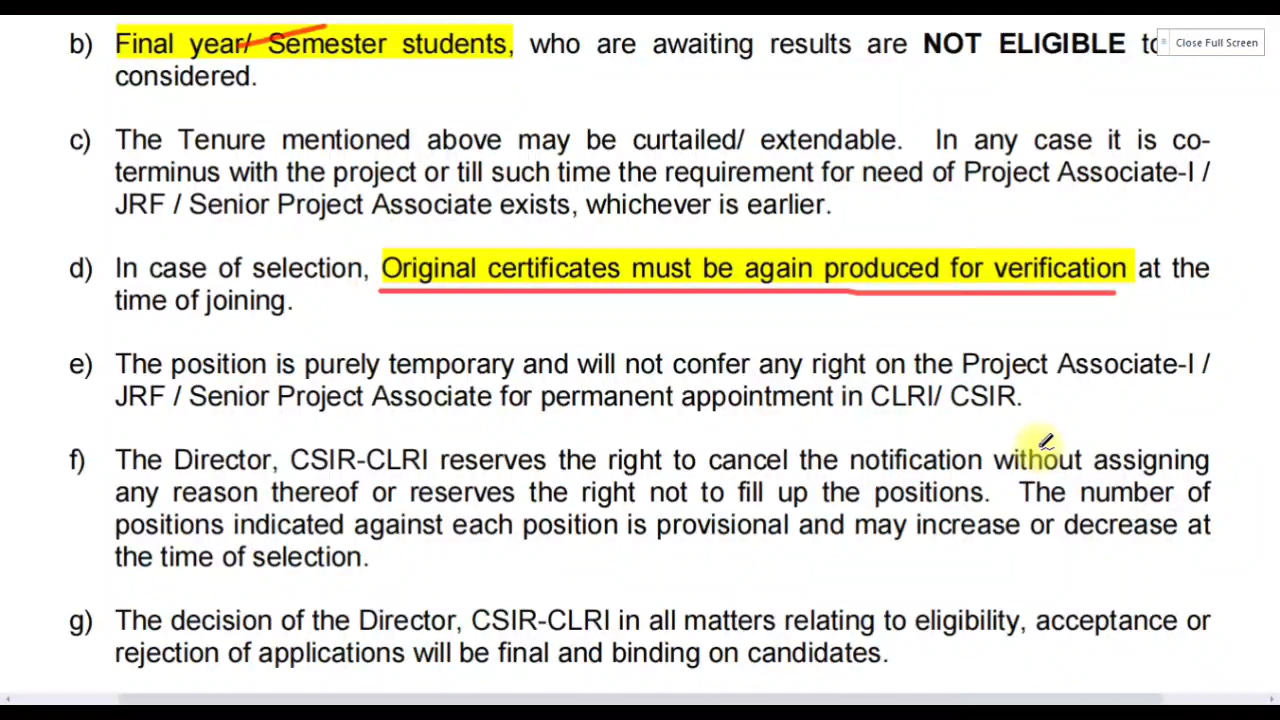 b) Final year/ Semester students, who are awaiting results are NOT ELIGIBLE
Close Full Screen
considered.
c) The Tenure mentioned above may be curtailed/ extendable. In any case it is co-
terminus with the project or till such time the requirement for need of Project Associate-I /
JRF / Senior Project Associate exists, whichever is earlier.
d) In case of selection, Original certificates must be again produced for verification at the
time of joining.
e) The position is purely temporary and will not confer any right on the Project Associate-I /
JRF / Senior Project Associate for permanent appointment in CLRI/ CSIR.
f) The Director, CSIR-CLRI reserves the right to cancel the notification without assigning
any reason thereof or reserves the right not to fill up the positions. The number of
positions indicated against each position is provisional and may increase or decrease at
the time of selection.
g) The decision of the Director, CSIR-CLRI in all matters relating to eligibility, acceptance or
rejection of applications will be final and binding on candidates.